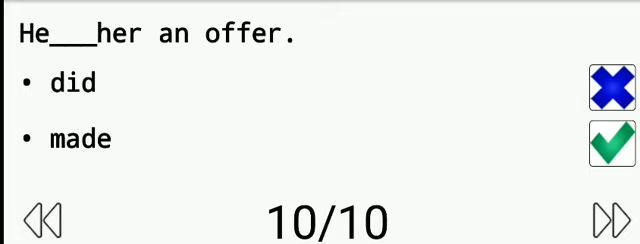 He___her an offer.
• did
• made
10/10